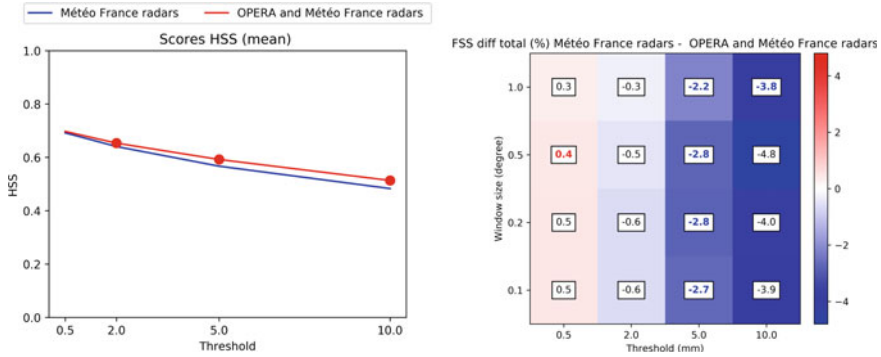 Météo France radars OPERA and Météo France radars
Scores HSS (mean)
HSS
1.0
0.8
0.6
0.4
0.2
0.0
0.5 2.0 5.0 10.0
Threshold
FSS diff total (%) Météo France radars - OPERA and Météo France radars
Window size (degree)
1.0 0.3 -0.3 -2.2 -3.8
0.5 0.4 -0.5 -2.8 -4.8
0.2 0.5 -0.6 -2.8 -4.0
0.1 0.5 -0.6 -2.7 -3.9
0.5 2.0 5.0 10.0
Threshold (mm)
4
2
0
−2
−4